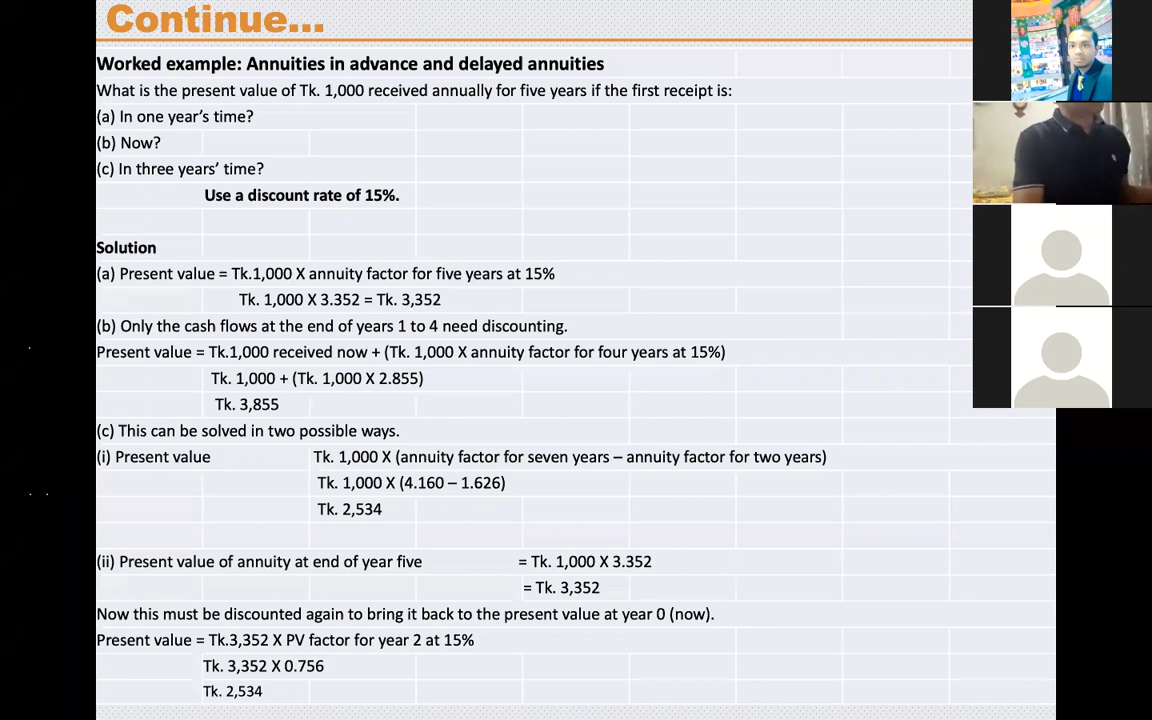 Continue...
Worked example: Annuities in advance and delayed annuities
What is the present value of Tk. 1,000 received annually for five years if the first receipt is:
(a) In one year's time?
(b) Now?
(c) In three years' time?
Use a discount rate of 15%.
Solution
(a) Present value = Tk.1,000 X annuity factor for five years at 15%
Tk. 1,000 X 3.352 = Tk. 3,352
(b) Only the cash flows at the end of years 1 to 4 need discounting.
Present value = Tk.1,000 received now + (Tk. 1,000 X annuity factor for four years at 15%)
Tk. 1,000 + (Tk. 1,000 X 2.855)
Tk. 3,855
(c) This can be solved in two possible ways.
(i) Present value Tk. 1,000 X (annuity factor for seven years – annuity factor for two years)
Tk. 1,000 X (4.160 – 1.626)
Tk. 2,534
(ii) Present value of annuity at end of year five = Tk. 1,000 X 3.352
= Tk. 3,352
Now this must be discounted again to bring it back to the present value at year 0 (now).
Present value = Tk.3,352 X PV factor for year 2 at 15%
Tk. 3,352 X 0.756
Tk. 2,534